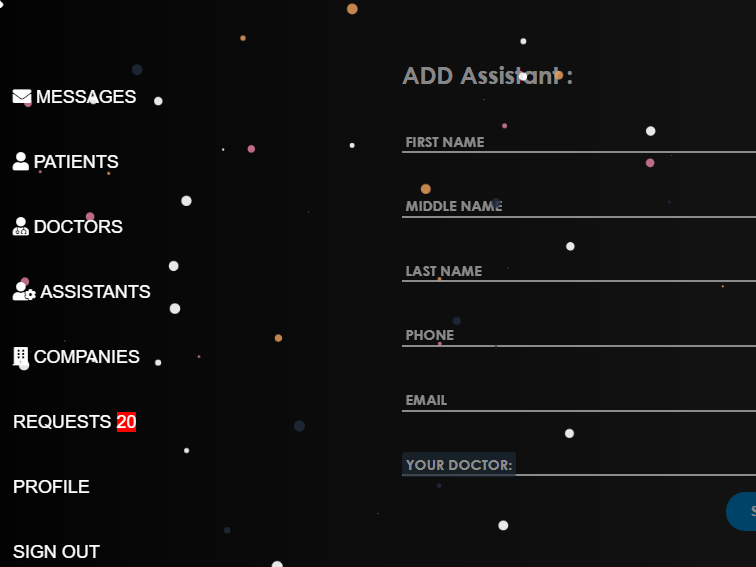 MESSAGES
PATIENTS
DOCTORS
ASSISTANTS
COMPANIES
REQUESTS 20
PROFILE
SIGN OUT
ADD Assistant :
FIRST NAME
MIDDLE NAME
LAST NAME
PHONE
EMAIL
YOUR DOCTOR: